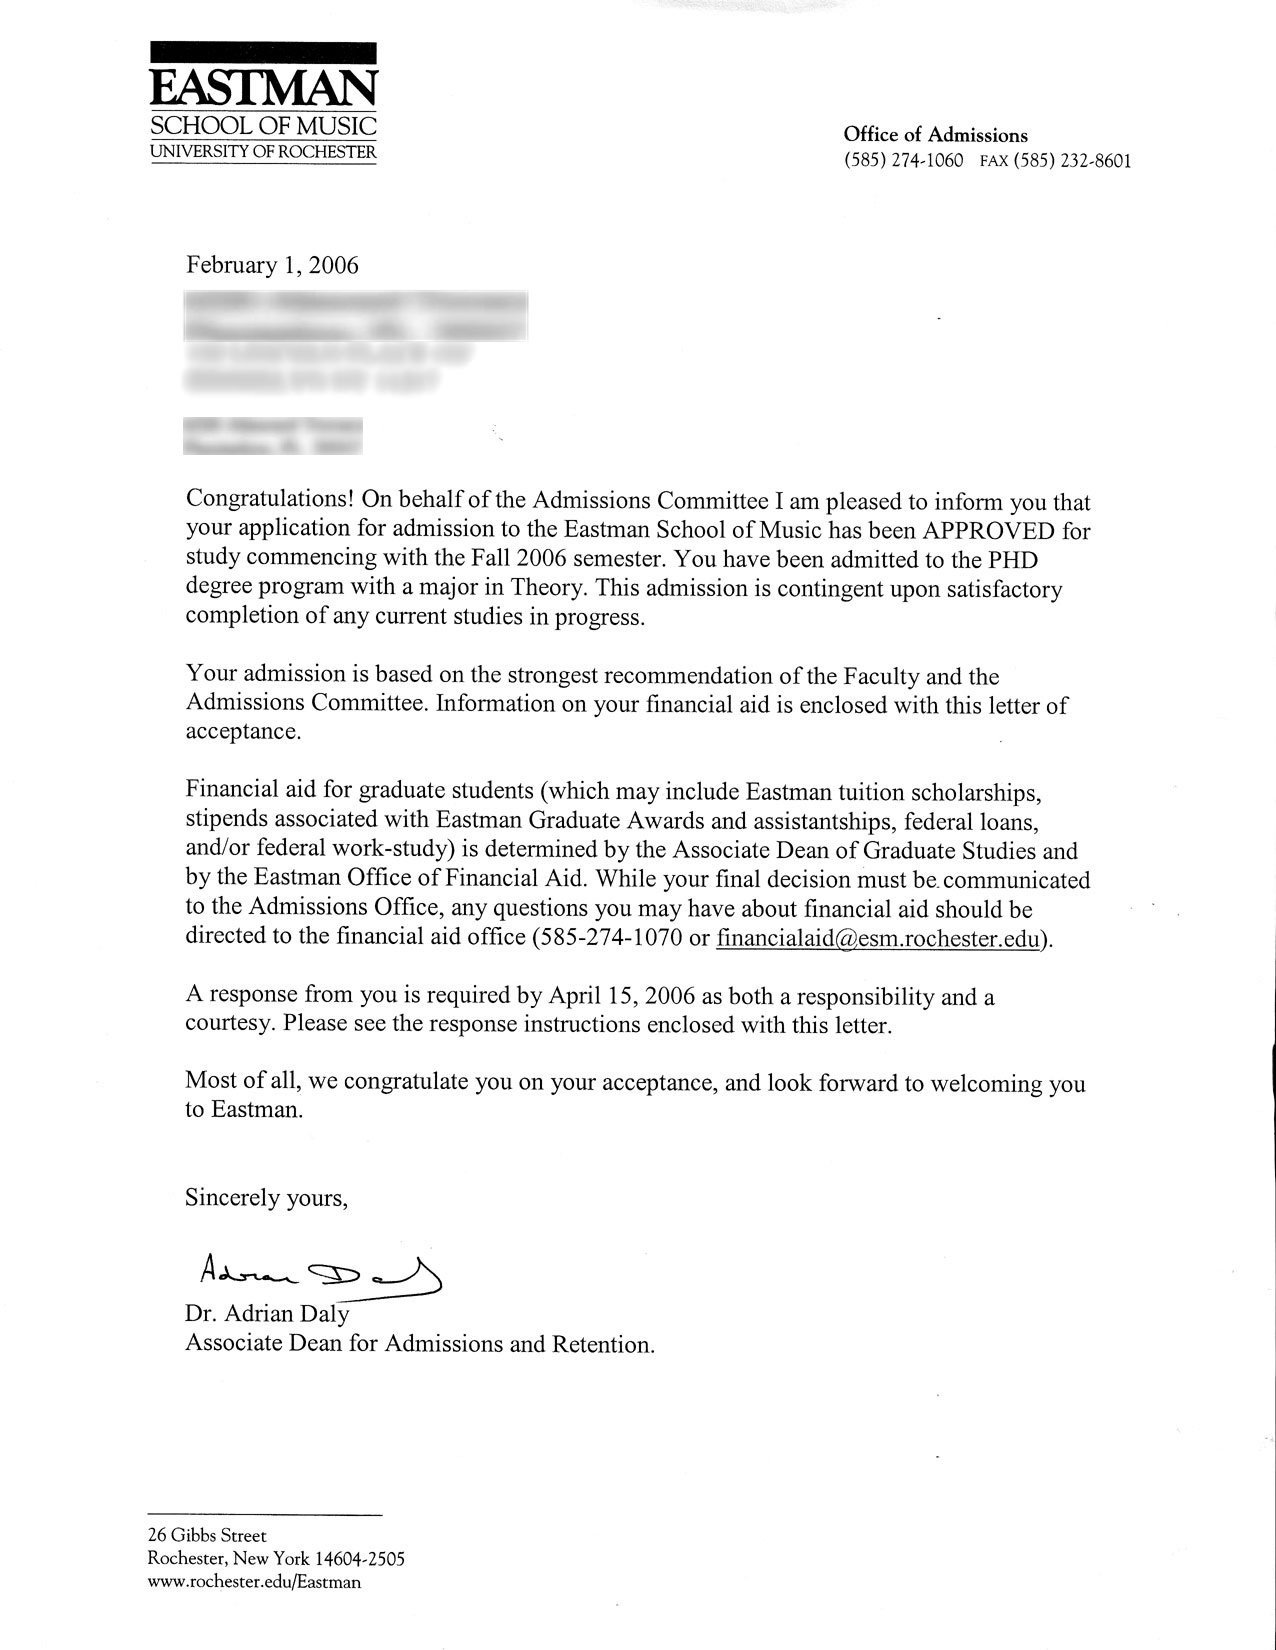 EASTMAN
SCHOOL OF MUSIC
UNIVERSITY OF ROCHESTER
Office of Admissions
(585) 274-1060 FAX (585) 232-8601
February 1, 2006
Congratulations! On behalf of the Admissions Committee I am pleased to inform you that
your application for admission to the Eastman School of Music has been APPROVED for
study commencing with the Fall 2006 semester. You have been admitted to the PHD
degree program with a major in Theory. This admission is contingent upon satisfactory
completion of any current studies in progress.
Your admission is based on the strongest recommendation of the Faculty and the
Admissions Committee. Information on your financial aid is enclosed with this letter of
acceptance.
Financial aid for graduate students (which may include Eastman tuition scholarships,
stipends associated with Eastman Graduate Awards and assistantships, federal loans,
and/or federal work-study) is determined by the Associate Dean of Graduate Studies and
by the Eastman Office of Financial Aid. While your final decision must be communicated
to the Admissions Office, any questions you may have about financial aid should be
directed to the financial aid office (585-274-1070 or financialaid@esm.rochester.edu).
A response from you is required by April 15, 2006 as both a responsibility and a
courtesy. Please see the response instructions enclosed with this letter.
Most of all, we congratulate you on your acceptance, and look forward to welcoming you
to Eastman.
Sincerely yours,
Adrian Daly
Dr. Adrian Daly
Associate Dean for Admissions and Retention.
26 Gibbs Street
Rochester, New York 14604-2505
www.rochester.edu/Eastman